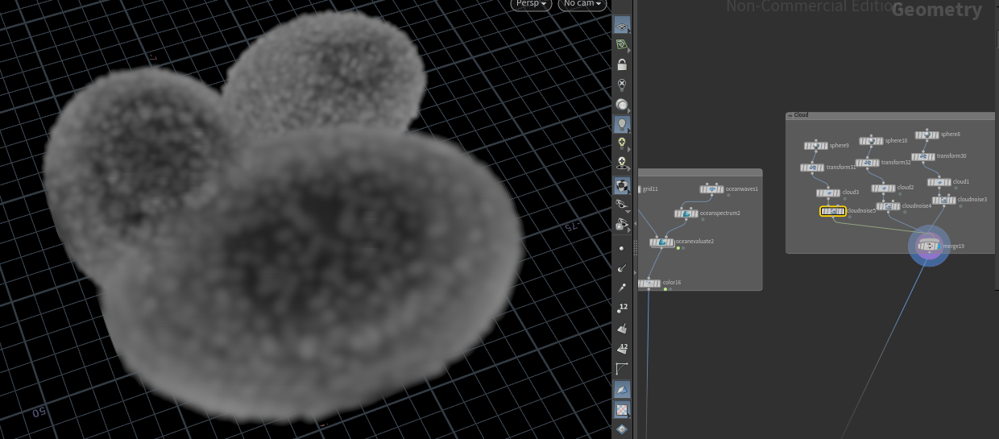 Persp
No cam
Non-Commercial Edition
Geometry
Cloud
sphere8
sphere10
sphere9
transform30
transform32
transform31
cloud1
cloud2
cloud3
cloudnoise3
cloudnoise4
cloudnoise5
merge19
grid11
oceanwaves1
oceanspectrum2
oceanevaluate2
color16
-75
50
12
12